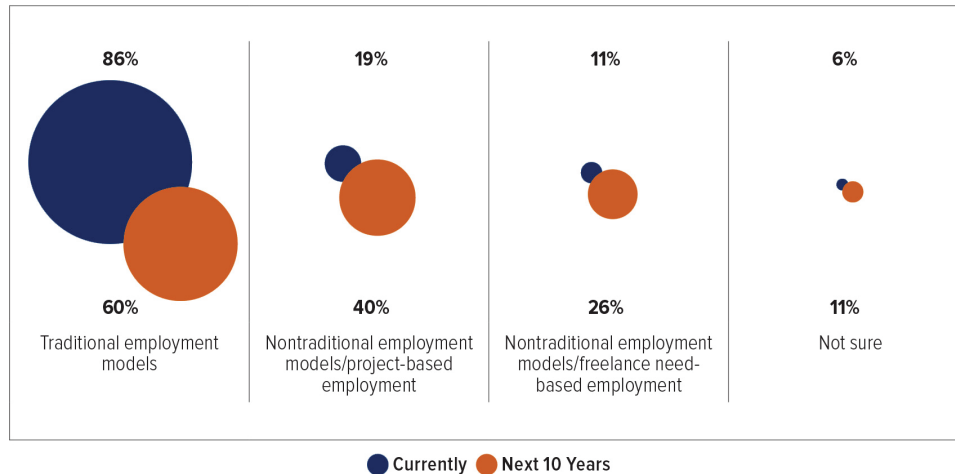 86%
19%
11%
6%
60%
40%
26%
11%
Traditional employment
models
Nontraditional employment
models/project-based
employment
Nontraditional employment
models/freelance need-
based employment
Not sure
Currently
Next 10 Years